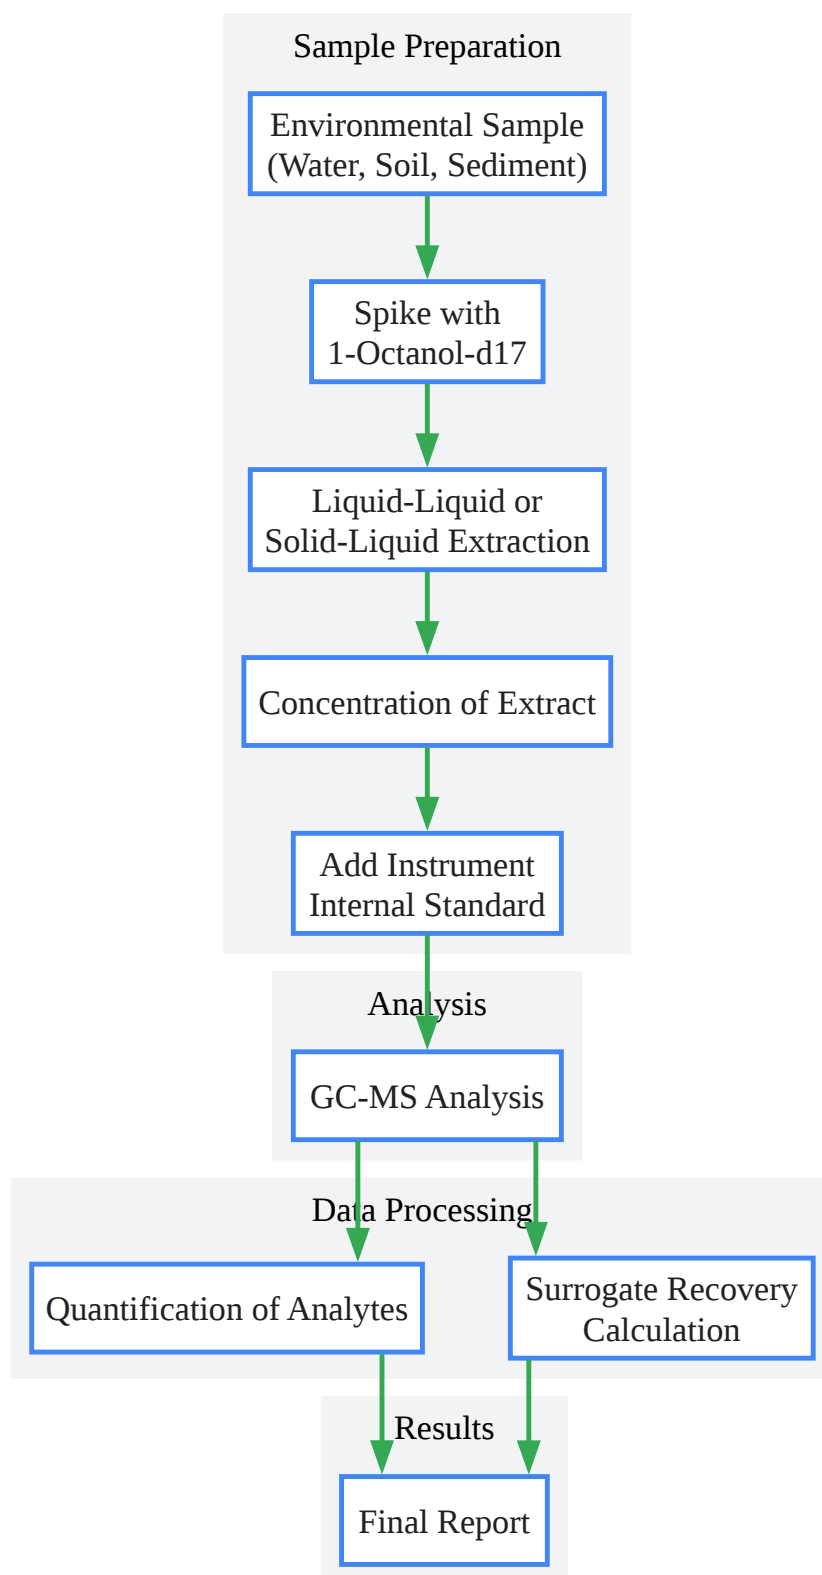 Sample Preparation
Environmental Sample
(Water, Soil, Sediment)
Spike with
1-Octanol-d17
Liquid-Liquid or
Solid-Liquid Extraction
Concentration of Extract
Add Instrument
Internal Standard
Analysis
GC-MS Analysis
Data Processing
Quantification of Analytes
Surrogate Recovery
Calculation
Results
Final Report